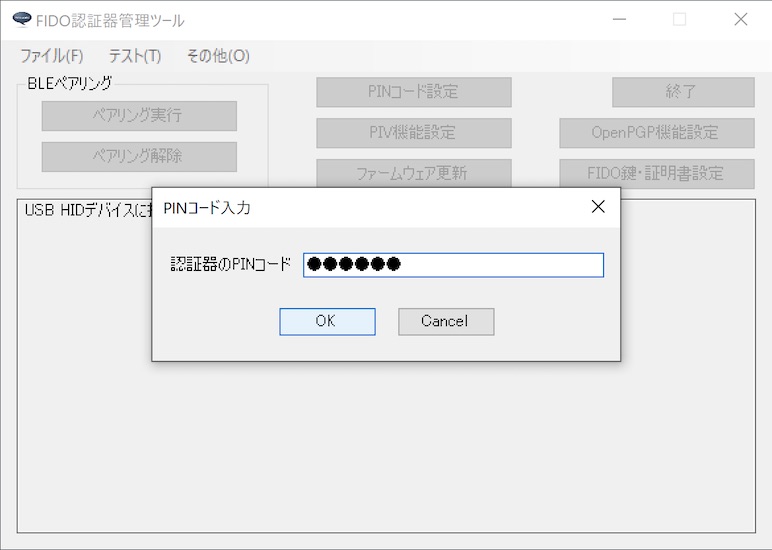 FIDO認証器管理ツール
ファイル(F) テスト(T) その他(O)
BLEペアリング
ペアリング実行
ペアリング解除
PINコード設定
PIV機能設定
ファームウェア更新
終了
OpenPGP機能設定
FIDO鍵・証明書設定
USB HIDデバイスに
PINコード入力
認証器のPINコード ●●●●●●
OK Cancel